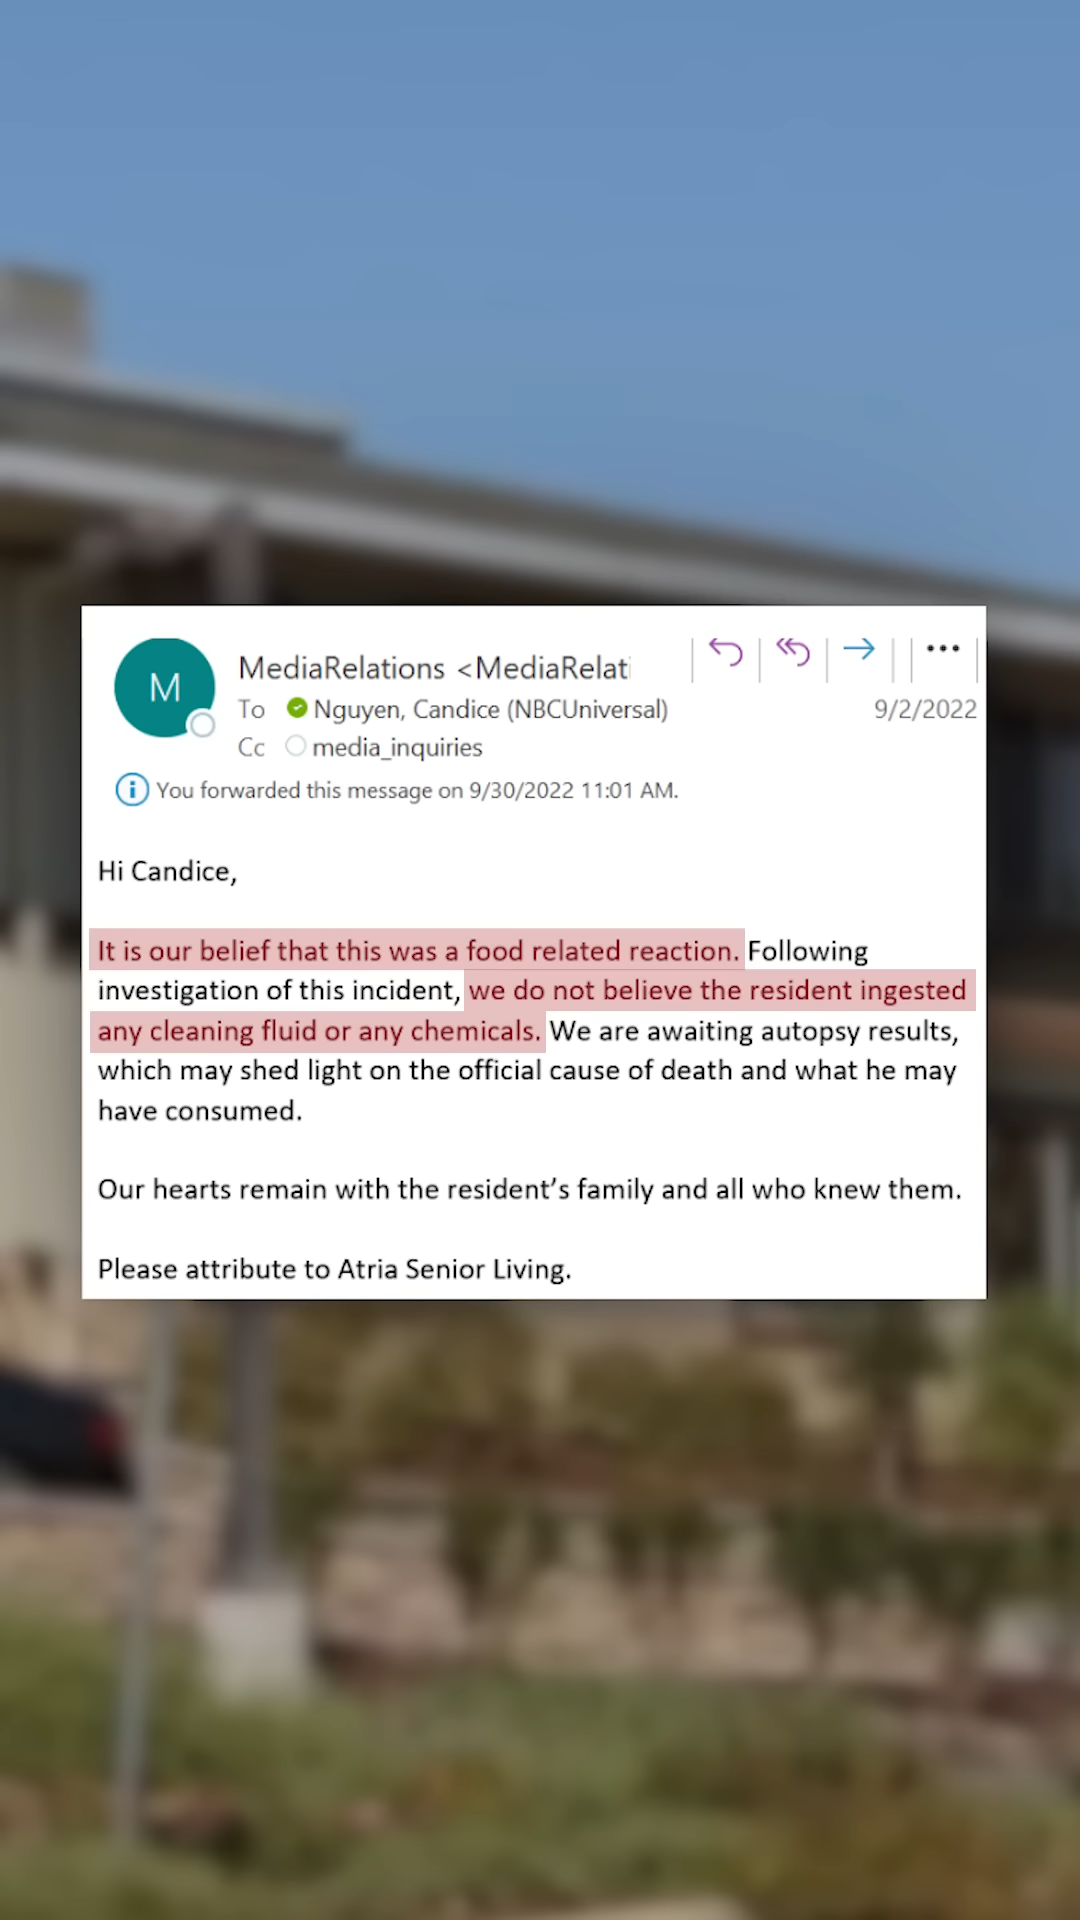 M
MediaRelations <MediaRelati
To Nguyen, Candice (NBCUniversal)
9/2/2022
Cc media_inquiries
You forwarded this message on 9/30/2022 11:01 AM.
Hi Candice,
It is our belief that this was a food related reaction. Following
investigation of this incident, we do not believe the resident ingested
any cleaning fluid or any chemicals. We are awaiting autopsy results,
which may shed light on the official cause of death and what he may
have consumed.
Our hearts remain with the resident’s family and all who knew them.
Please attribute to Atria Senior Living.